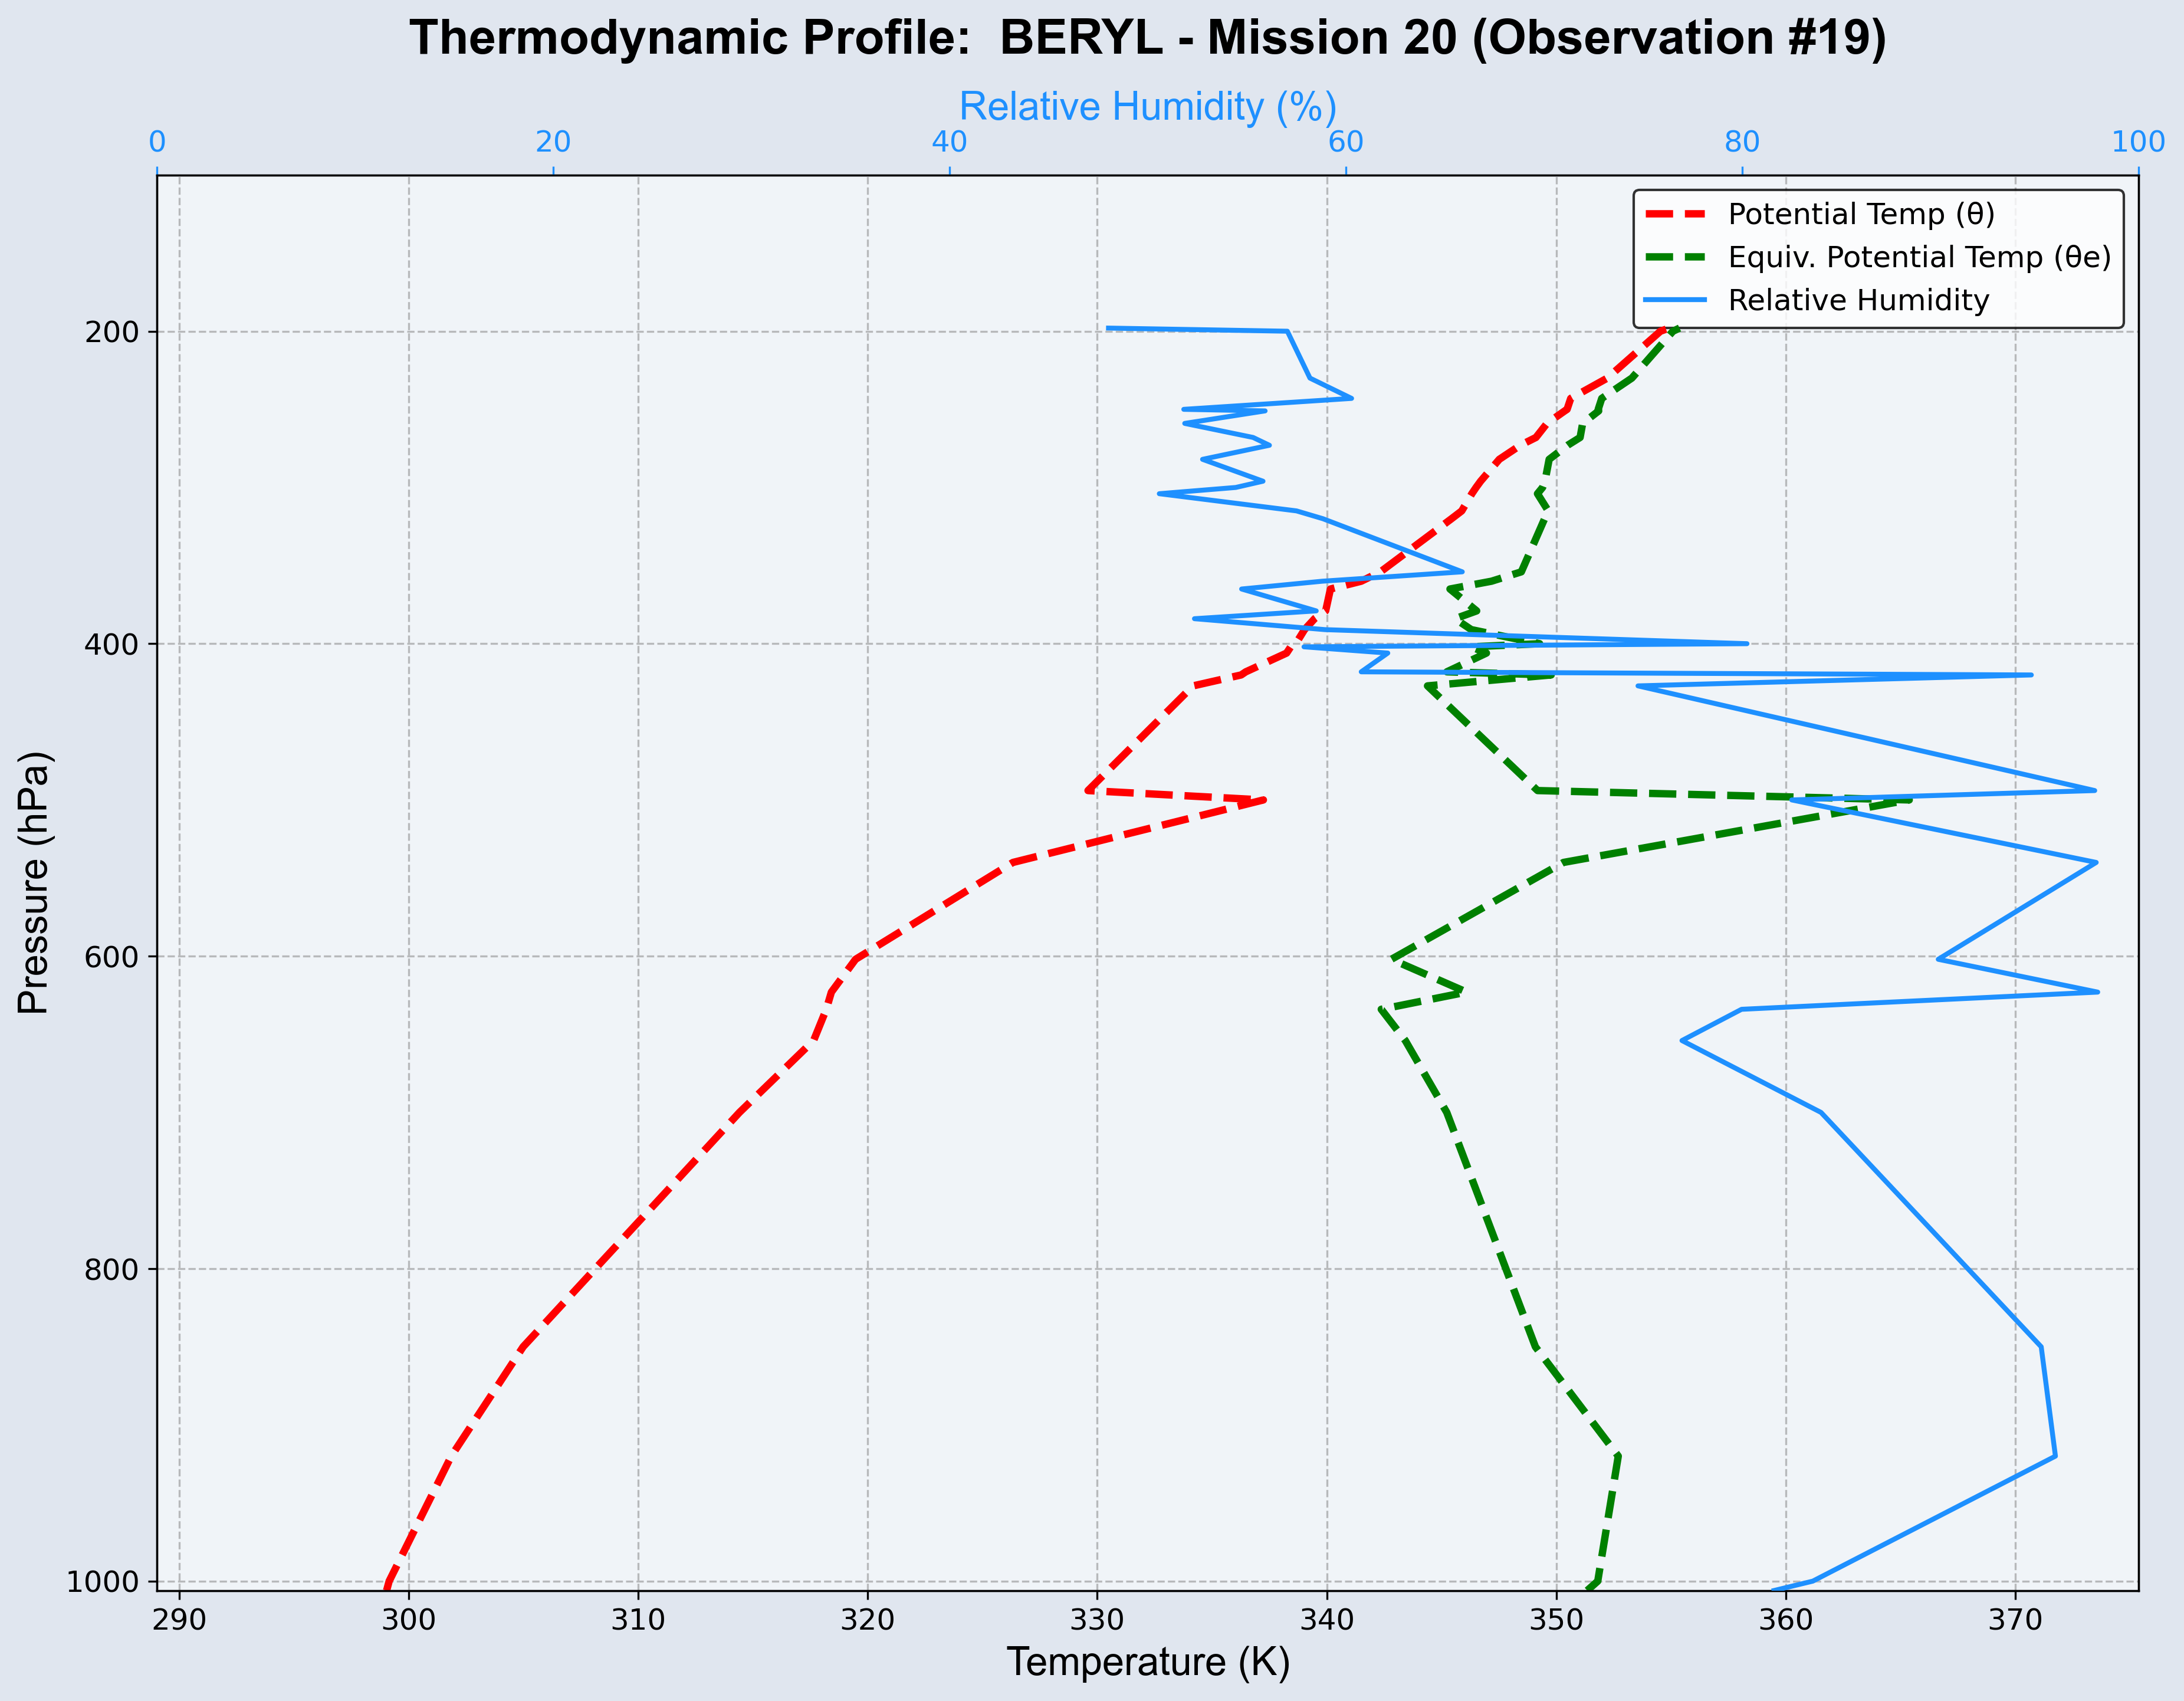 Thermodynamic Profile:  BERYL - Mission 20 (Observation #19)
Relative Humidity (%)
0 20 40 60 80 100
Potential Temp (θ)
Equiv. Potential Temp (θe)
Relative Humidity
200
400
600
800
1000
Pressure (hPa)
290 300 310 320 330 340 350 360 370
Temperature (K)